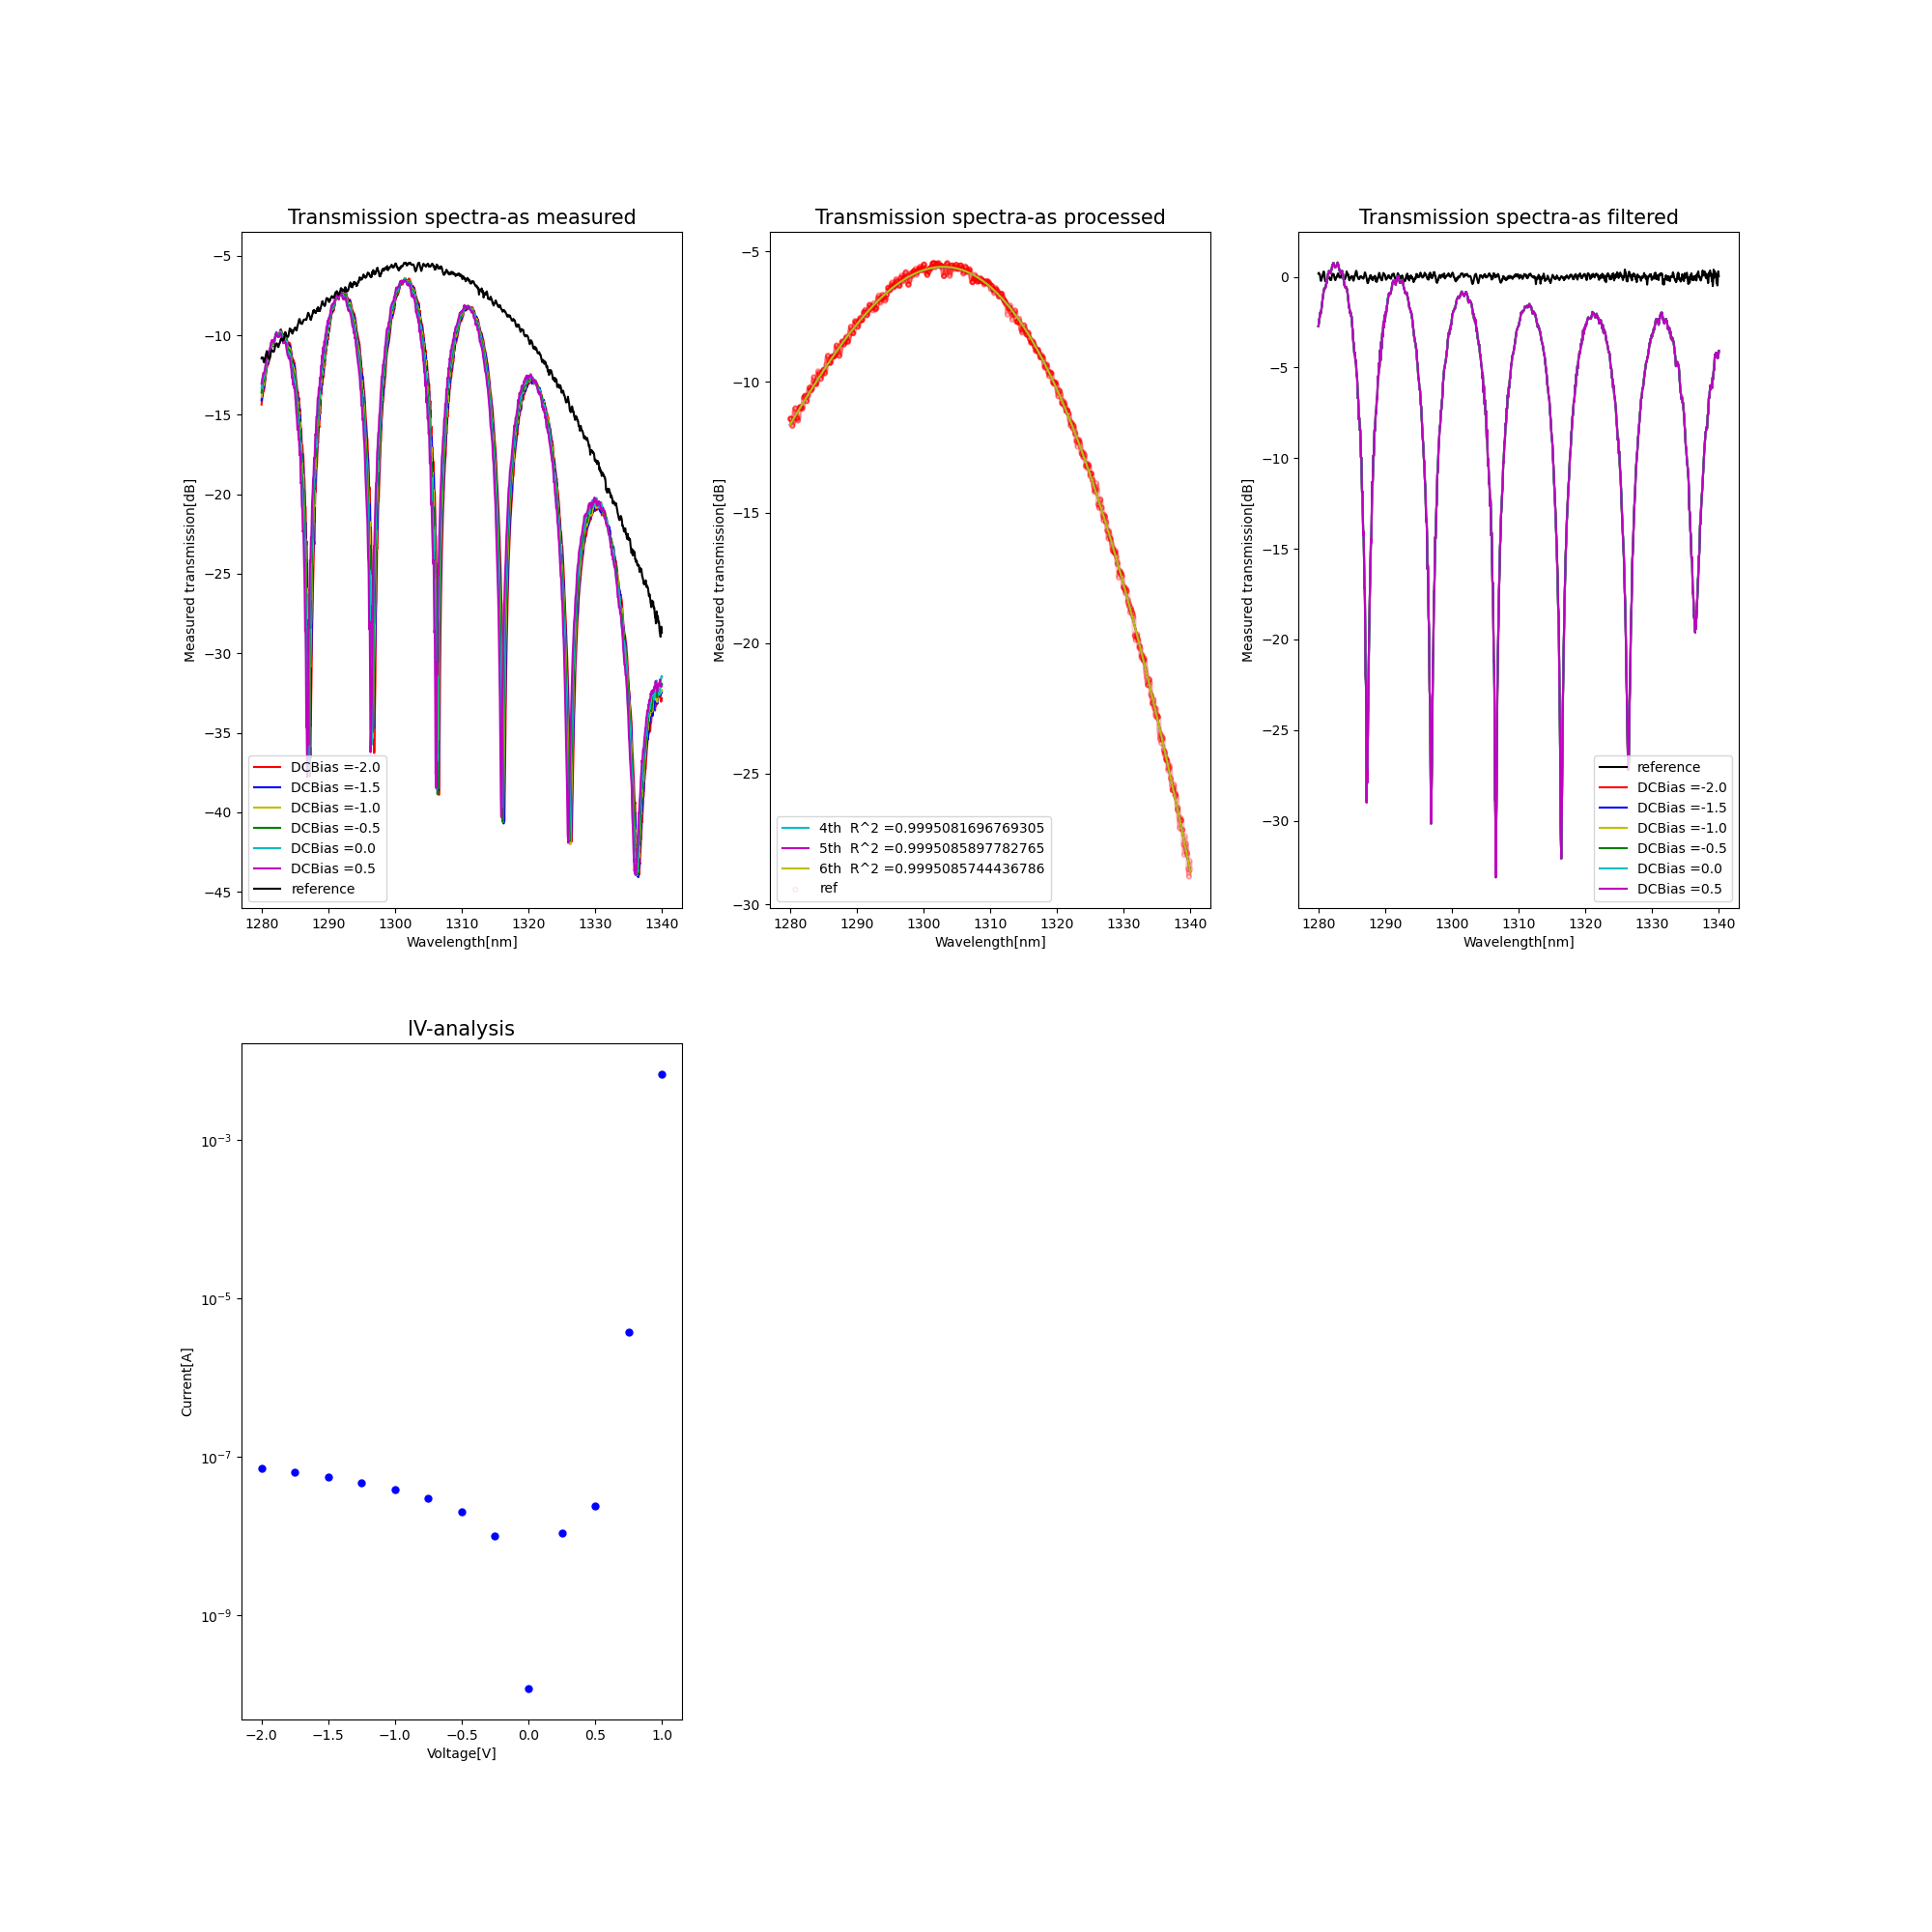 Transmission spectra-as measured
−5
−10
−15
−20
−25
−30
−35
−40
−45
Measured transmission[dB]
DCBias =-2.0
DCBias =-1.5
DCBias =-1.0
DCBias =-0.5
DCBias =0.0
DCBias =0.5
reference
1280 1290 1300 1310 1320 1330 1340
Wavelength[nm]
Transmission spectra-as processed
−5
−10
−15
−20
−25
−30
Measured transmission[dB]
4th R^2 =0.9995081696769305
5th R^2 =0.9995085897782765
6th R^2 =0.9995085744436786
ref
1280 1290 1300 1310 1320 1330 1340
Wavelength[nm]
Transmission spectra-as filtered
0
−5
−10
−15
−20
−25
−30
Measured transmission[dB]
reference
DCBias =-2.0
DCBias =-1.5
DCBias =-1.0
DCBias =-0.5
DCBias =0.0
DCBias =0.5
1280 1290 1300 1310 1320 1330 1340
Wavelength[nm]
IV-analysis
10⁻³
10⁻⁵
10⁻⁷
10⁻⁹
Current[A]
−2.0 −1.5 −1.0 −0.5 0.0 0.5 1.0
Voltage[V]